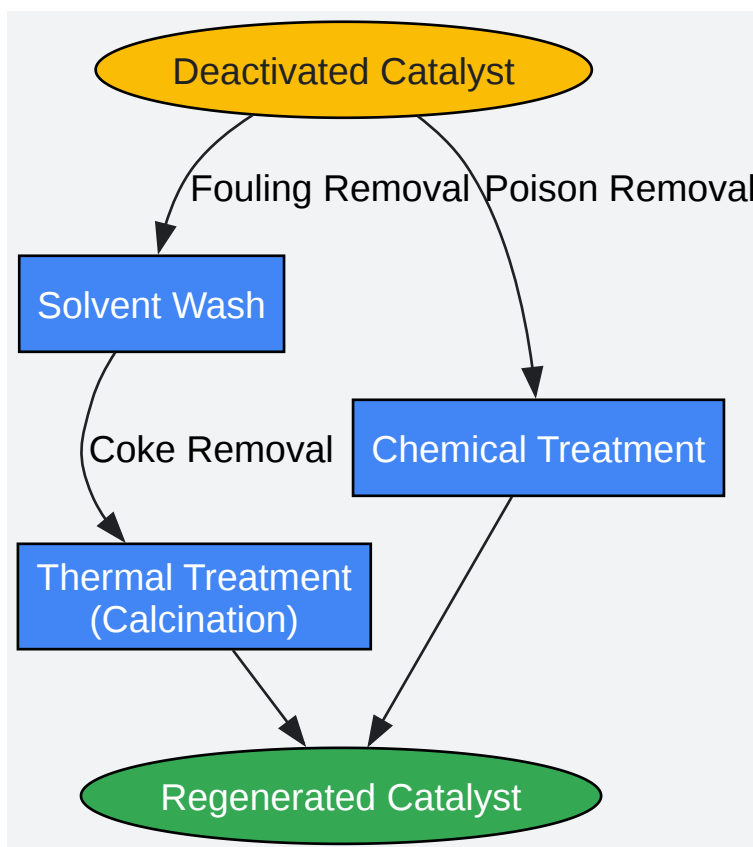 Deactivated Catalyst
Fouling Removal
Poison Removal
Solvent Wash
Coke Removal
Chemical Treatment
Thermal Treatment
(Calcination)
Regenerated Catalyst